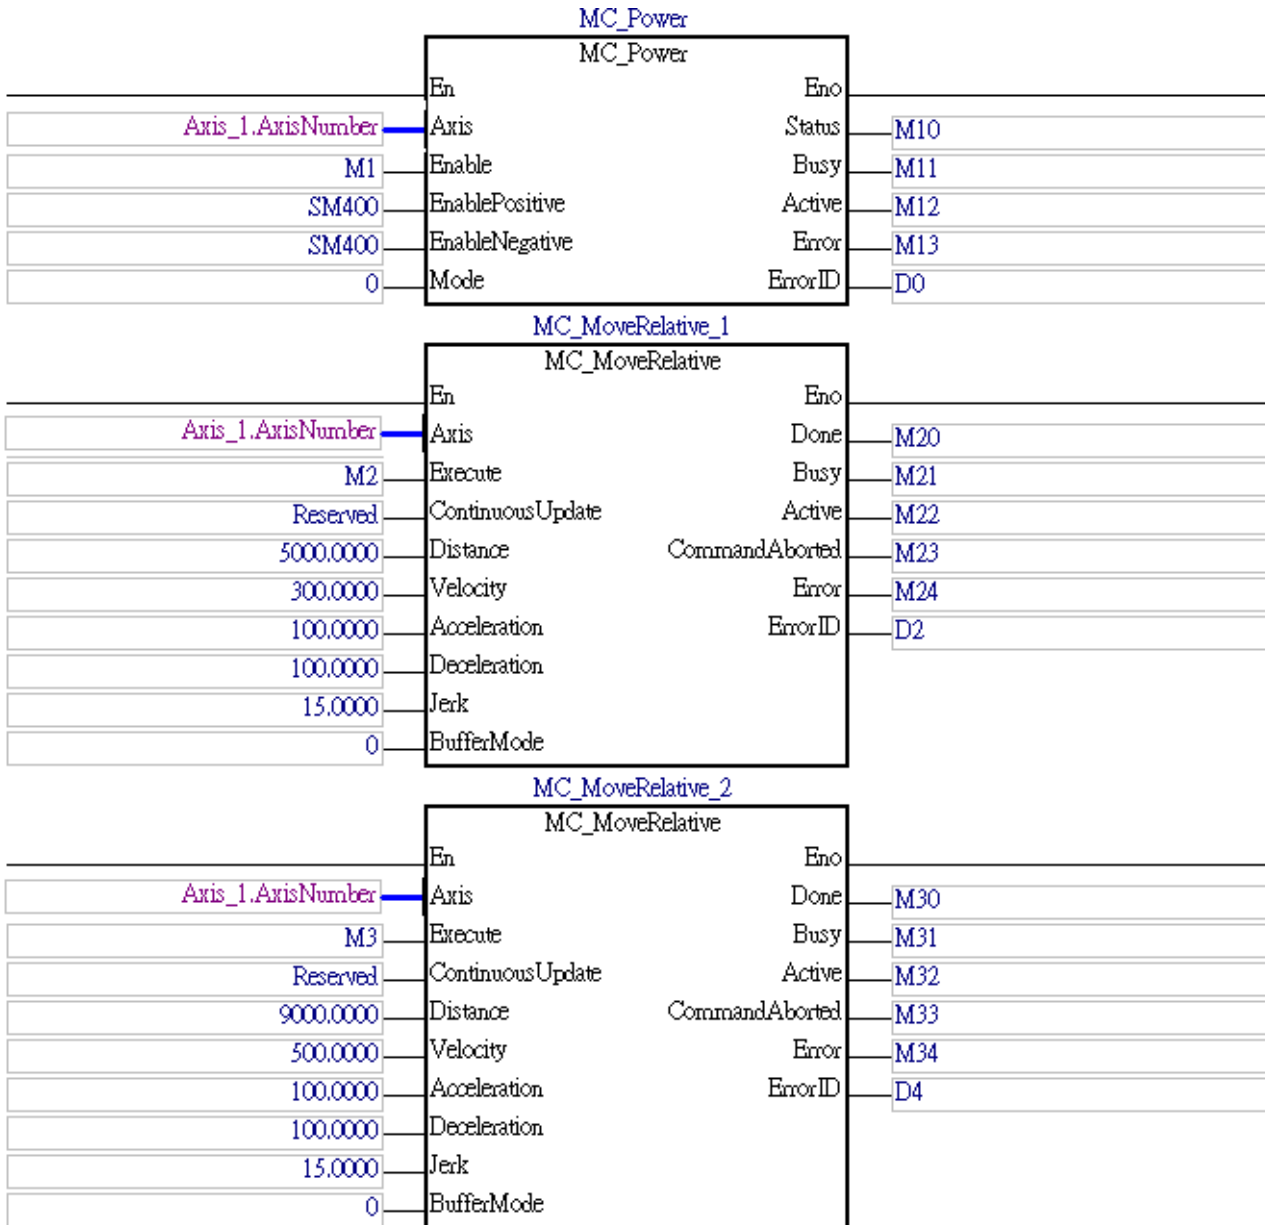 MC_Power
MC_Power
En Eno
Axis_1.AxisNumber Axis Status M10
M1 Enable Busy M11
SM400 EnablePositive Active M12
SM400 EnableNegative Error M13
0 Mode ErrorID D0
MC_MoveRelative_1
MC_MoveRelative
En Eno
Axis_1.AxisNumber Axis Done M20
M2 Execute Busy M21
Reserved ContinuousUpdate Active M22
5000.0000 Distance CommandAborted M23
300.0000 Velocity Error M24
100.0000 Acceleration ErrorID D2
100.0000 Deceleration
15.0000 Jerk
0 BufferMode
MC_MoveRelative_2
MC_MoveRelative
En Eno
Axis_1.AxisNumber Axis Done M30
M3 Execute Busy M31
Reserved ContinuousUpdate Active M32
9000.0000 Distance CommandAborted M33
500.0000 Velocity Error M34
100.0000 Acceleration ErrorID D4
100.0000 Deceleration
15.0000 Jerk
0 BufferMode